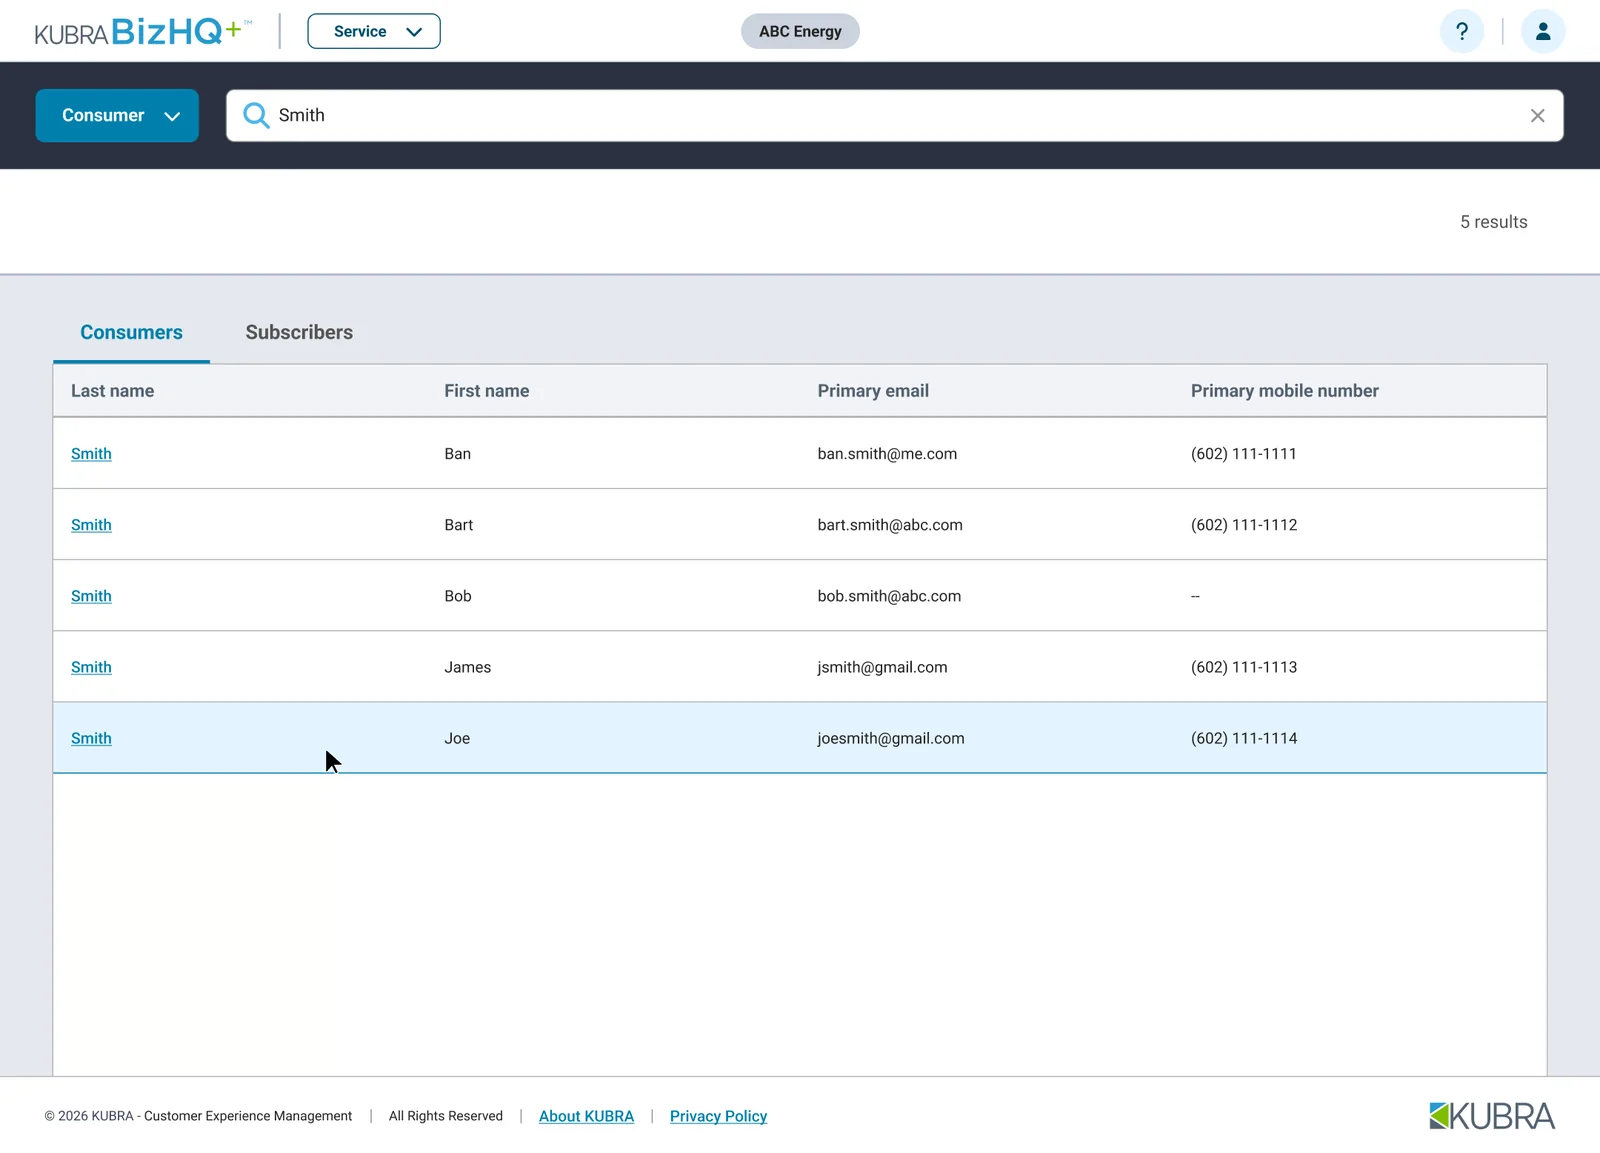 KUBRA BizHQ+™
Service
ABC Energy
?
Consumer
Smith
5 results
Consumers
Subscribers
Last name First name Primary email Primary mobile number
Smith Ban ban.smith@me.com (602) 111-1111
Smith Bart bart.smith@abc.com (602) 111-1112
Smith Bob bob.smith@abc.com --
Smith James jsmith@gmail.com (602) 111-1113
Smith Joe joesmith@gmail.com (602) 111-1114
© 2026 KUBRA - Customer Experience Management | All Rights Reserved | About KUBRA | Privacy Policy
KUBRA